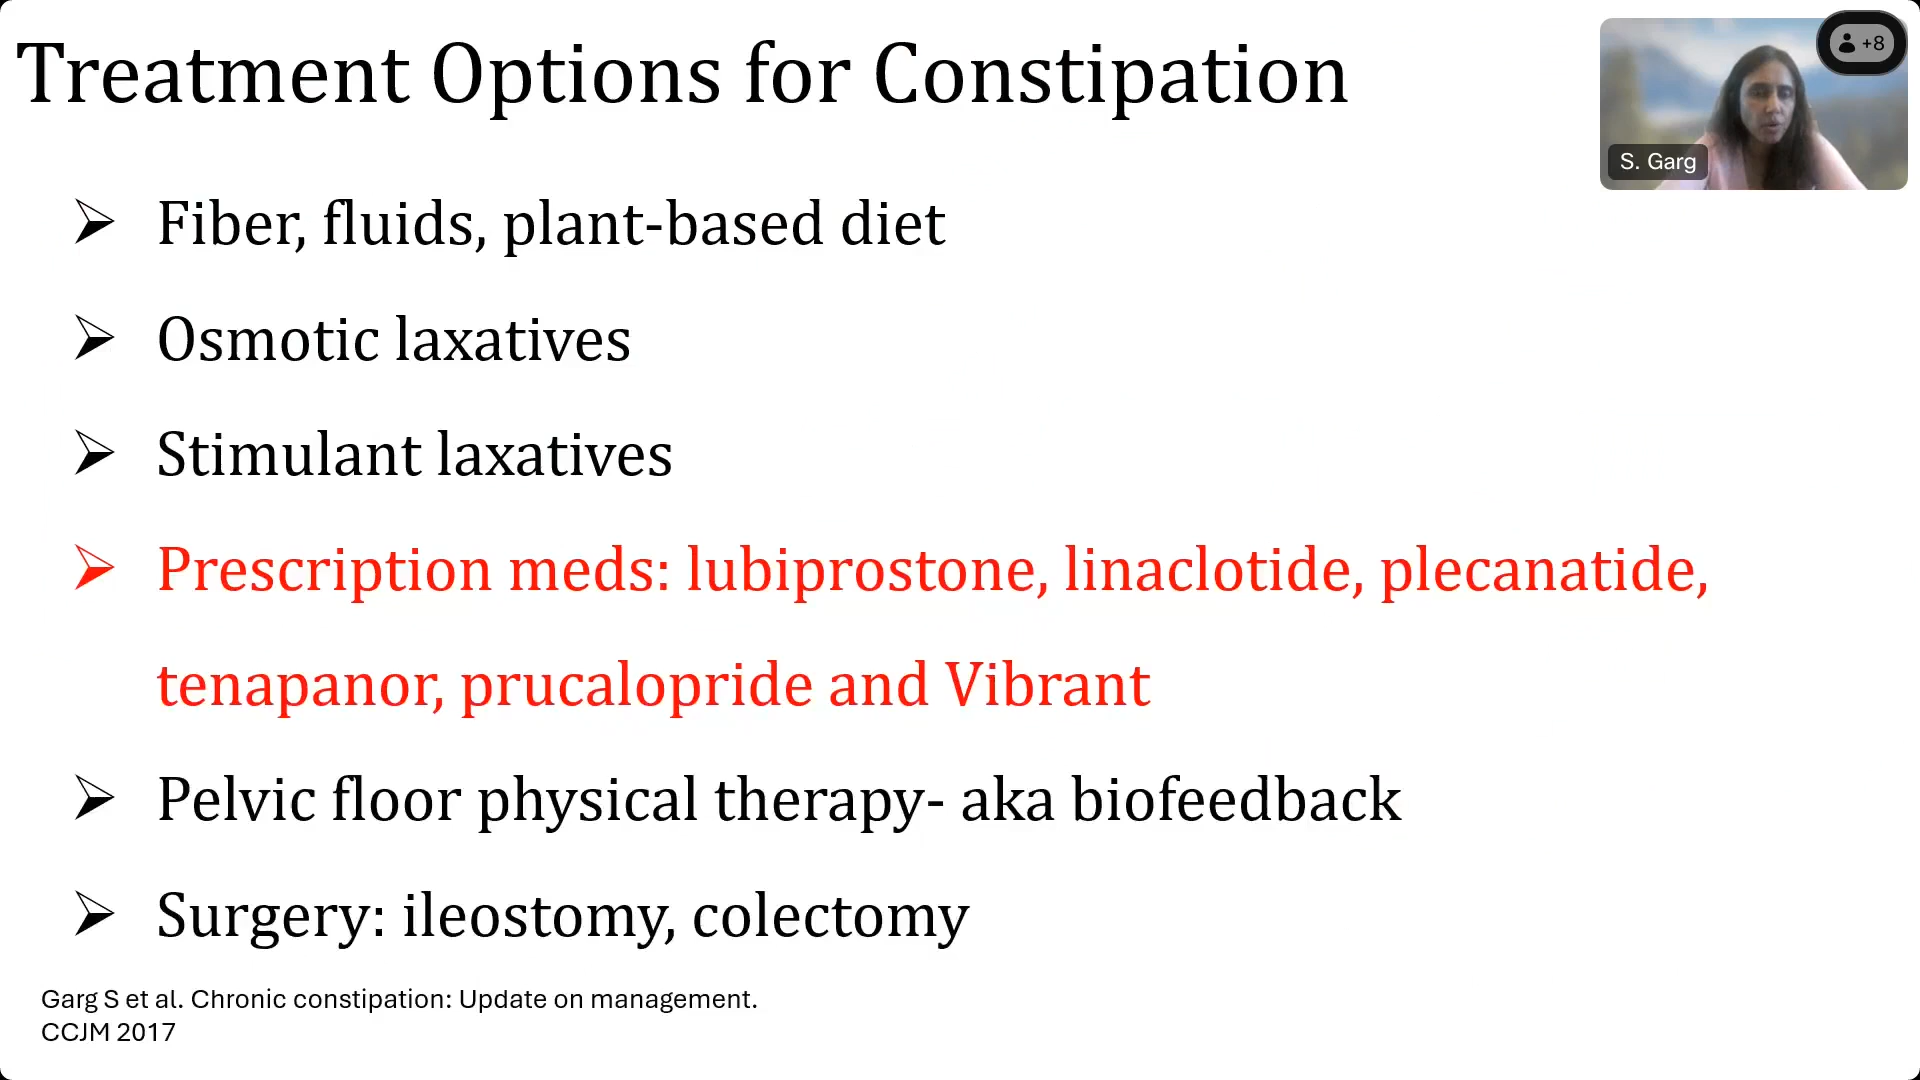 Treatment Options for Constipation
+8
S. Garg
Fiber, fluids, plant-based diet
Osmotic laxatives
Stimulant laxatives
Prescription meds: lubiprostone, linaclotide, plecanatide,
tenapanor, prucalopride and Vibrant
Pelvic floor physical therapy- aka biofeedback
Surgery: ileostomy, colectomy
Garg S et al. Chronic constipation: Update on management.
CCJM 2017